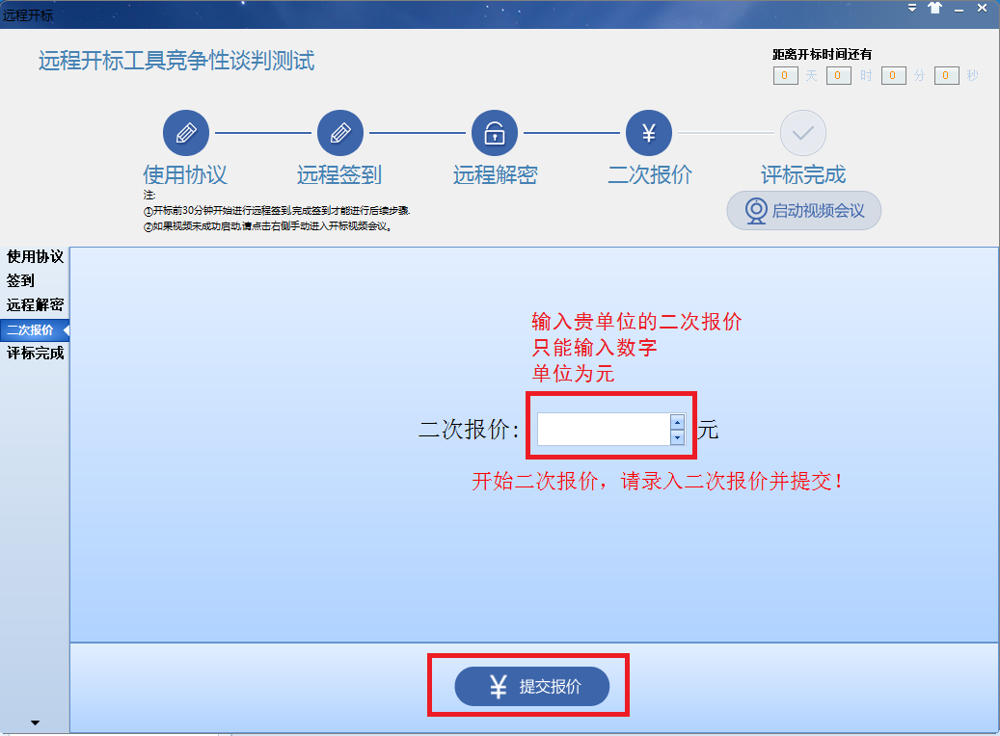 远程开标
远程开标工具竞争性谈判测试
距离开标时间还有
0 天 0 时 0 分 0 秒
¥
使用协议 远程签到 远程解密 二次报价 评标完成
注:
①开标前30分钟开始进行远程签到,完成签到才能进行后续步骤.
②如果视频未成功启动,请点击右侧手动进入开标视频会议。
启动视频会议
使用协议
签到
远程解密
二次报价
评标完成
输入贵单位的二次报价
只能输入数字
单位为元
二次报价: 元
开始二次报价，请录入二次报价并提交!
¥ 提交报价